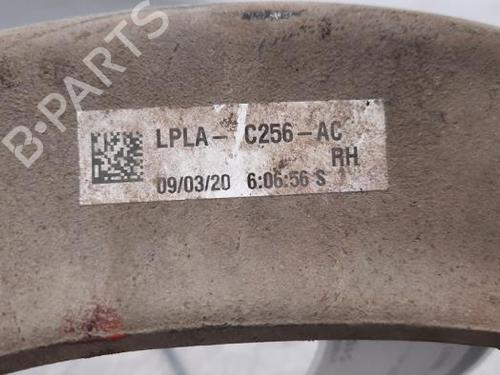 B-PARTS
LPLA- C256-AC
RH
09/03/20 6:06:56 S